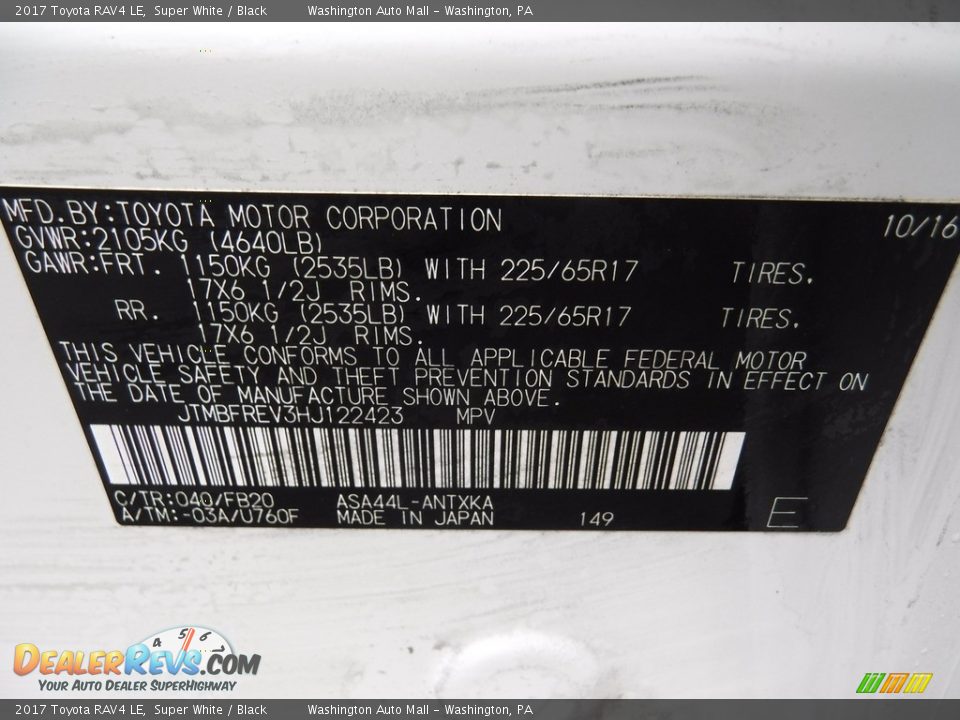 2017 Toyota RAV4 LE, Super White / Black Washington Auto Mall - Washington, PA
MFD.BY:TOYOTA MOTOR CORPORATION 10/16
GVWR:2105KG (4640LB)
GAWR:FRT. 1150KG (2535LB) WITH 225/65R17 TIRES.
17X6 1/2J RIMS.
RR. 1150KG (2535LB) WITH 225/65R17 TIRES.
17X6 1/2J RIMS.
THIS VEHICLE CONFORMS TO ALL APPLICABLE FEDERAL MOTOR
VEHICLE SAFETY AND THEFT PREVENTION STANDARDS IN EFFECT ON
THE DATE OF MANUFACTURE SHOWN ABOVE.
JTMBFREV3HJ122423 MPV
C/TR:040/FB20 ASA44L-ANTXKA
A/TM:-03A/U760F MADE IN JAPAN 149 E
4 5 6
DEALERREVS.COM
YOUR AUTO DEALER SUPERHIGHWAY
2017 Toyota RAV4 LE, Super White / Black Washington Auto Mall - Washington, PA